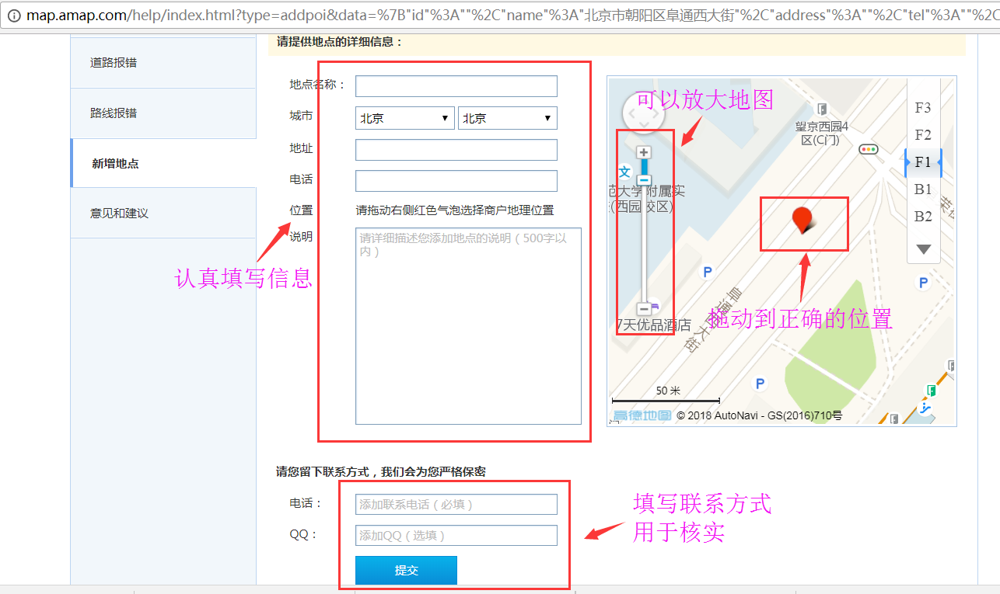 map.amap.com/help/index.html?type=addpoi&data=%7B"id"%3A""%2C"name"%3A"北京市朝阳区阜通西大街"%2C"address"%3A""%2C"tel"%3A""%2C
请提供地点的详细信息：
道路报错
路线报错
新增地点
意见和建议
地点名称：
城市
北京
北京
地址
电话
位置
请拖动右侧红色气泡选择商户地理位置
说明
请详细描述您添加地点的说明（500字以
内）
认真填写信息
可以放大地图
望京西园4
区(C门)
F3
F2
F1
B1
B2
文
范大学附属实
(西园校区)
P
P
P
拖动到正确的位置
7天优品酒店
阜通西大街
50 米
高德地图
© 2018 AutoNavi - GS(2016)710号
请您留下联系方式，我们会为您严格保密
电话：
添加联系电话（必填）
QQ：
添加QQ（选填）
提交
填写联系方式
用于核实